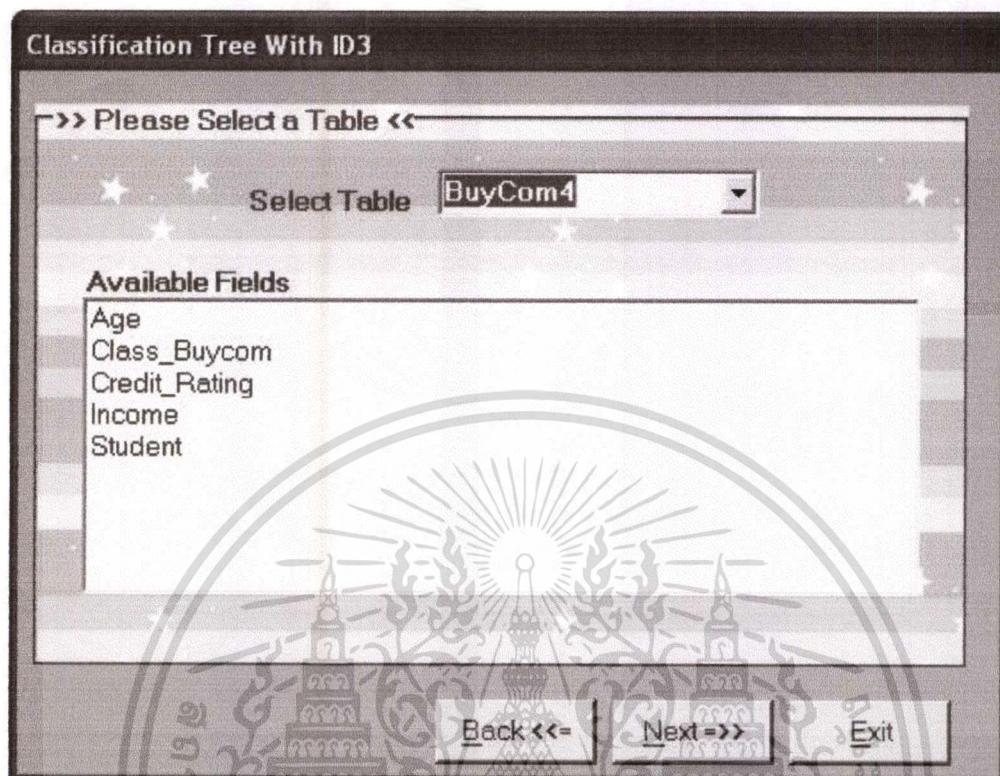 Classification Tree With ID3
>> Please Select a Table <<
Select Table BuyCom4
Available Fields
Age
Class_Buycom
Credit_Rating
Income
Student
Back <<= Next =>> Exit